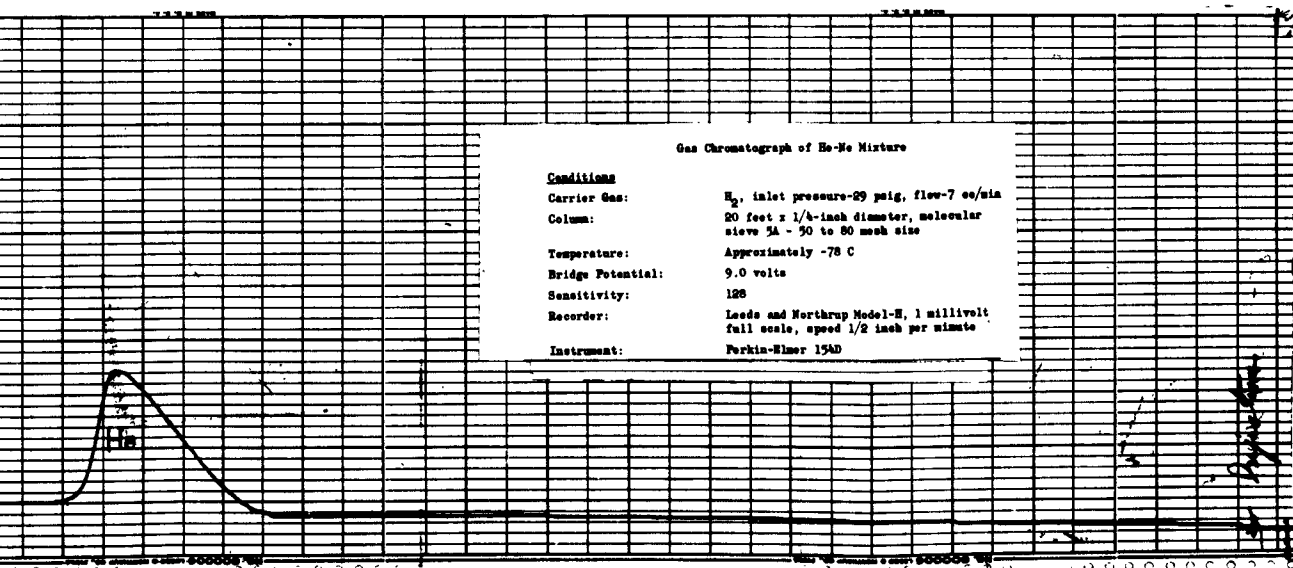 Gas Chromatograph of He-Ne Mixture
Conditions
Carrier Gas: H2, inlet pressure-29 psig, flow-7 cc/min
Column: 20 feet x 1/4-inch diameter, molecular
sieve 5A - 50 to 80 mesh size
Temperature: Approximately -78 C
Bridge Potential: 9.0 volts
Sensitivity: 128
Recorder: Leeds and Northrup Model-H, 1 millivolt
full scale, speed 1/2 inch per minute
Instrument: Perkin-Elmer 154D